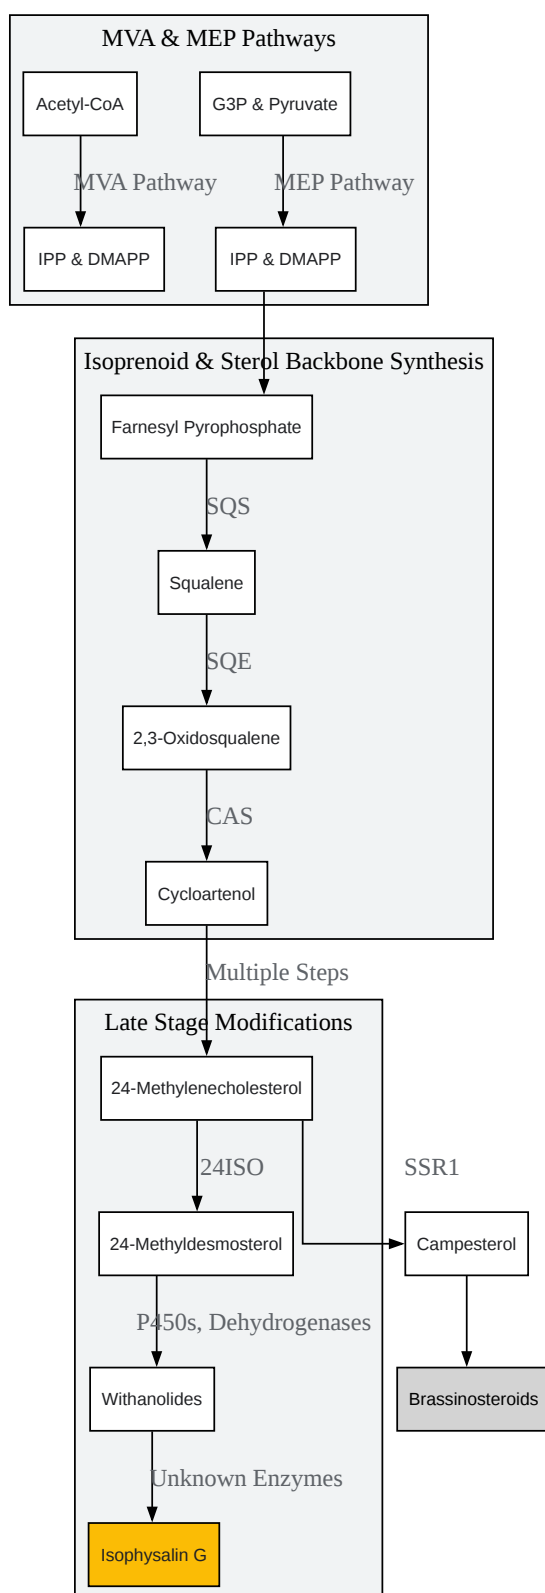 MVA & MEP Pathways
Acetyl-CoA
G3P & Pyruvate
MVA Pathway
MEP Pathway
IPP & DMAPP
IPP & DMAPP
Isoprenoid & Sterol Backbone Synthesis
Farnesyl Pyrophosphate
SQS
Squalene
SQE
2,3-Oxidosqualene
CAS
Cycloartenol
Multiple Steps
Late Stage Modifications
24-Methylenecholesterol
24ISO
SSR1
24-Methyldesmosterol
Campesterol
P450s, Dehydrogenases
Withanolides
Brassinosteroids
Unknown Enzymes
Isophysalin G